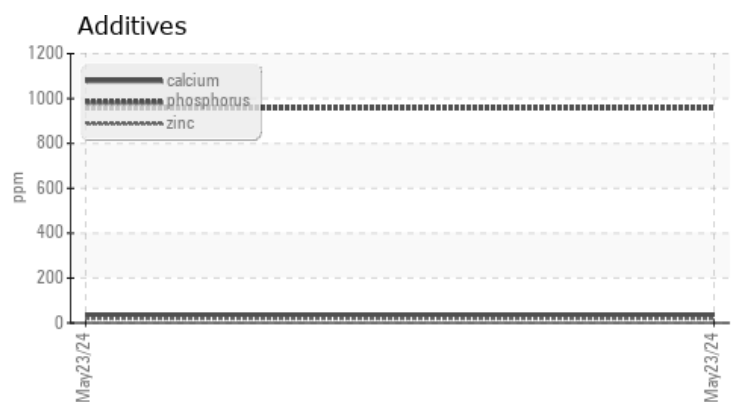 Additives
1200
1000
800
600
400
200
0
ppm
calcium
phosphorus
zinc
May23/24
May23/24